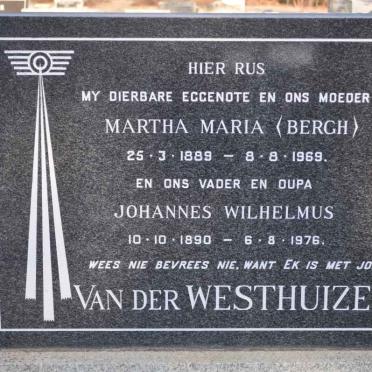 HIER RUS
MY DIERBARE EGGENOTE EN ONS MOEDER
MARTHA MARIA (BERGH)
25·3·1889 — 8·8·1969.
EN ONS VADER EN OUPA
JOHANNES WILHELMUS
10·10·1890 — 6·8·1976.
WEES NIE BEVREES NIE, WANT EK IS MET JO
VAN DER WESTHUIZE